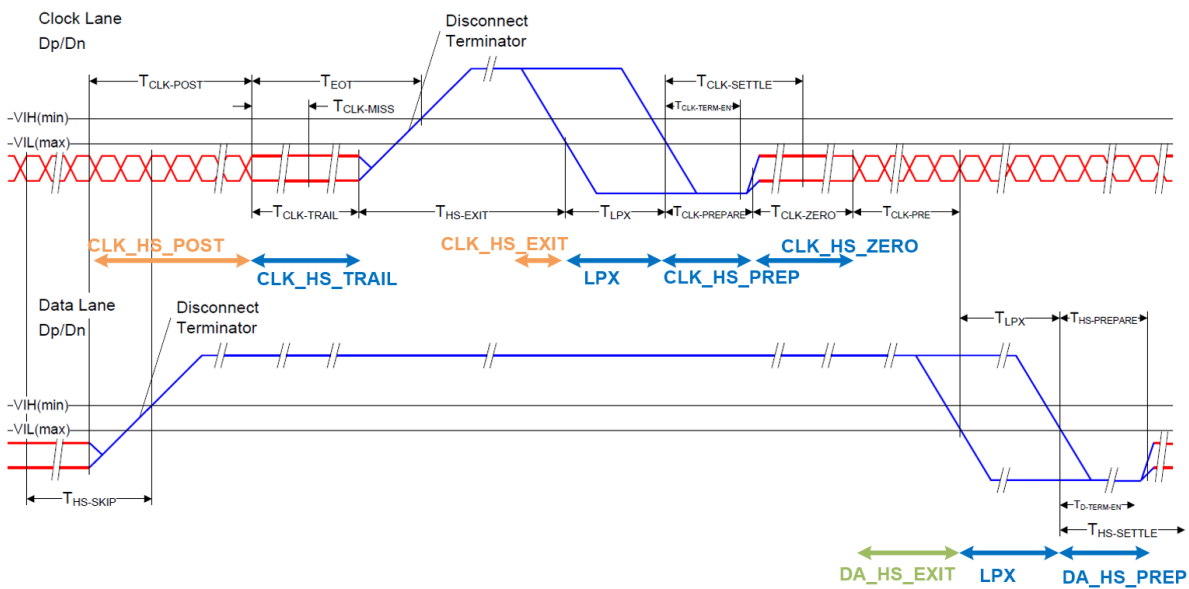 Clock Lane
Dp/Dn
Disconnect
Terminator
TCLK-POST
TEOT
TCLK-SETTLE
TCLK-MISS
TCLK-TERM-EN
VIH(min)
VIL(max)
TCLK-TRAIL
THS-EXIT
TLPX
TCLK-PREPARE
TCLK-ZERO
TCLK-PRE
CLK_HS_POST
CLK_HS_EXIT
CLK_HS_ZERO
CLK_HS_TRAIL
LPX
CLK_HS_PREP
Data Lane
Dp/Dn
Disconnect
Terminator
TLPX
THS-PREPARE
VIH(min)
VIL(max)
THS-SKIP
TD-TERM-EN
THS-SETTLE
DA_HS_EXIT
LPX
DA_HS_PREP